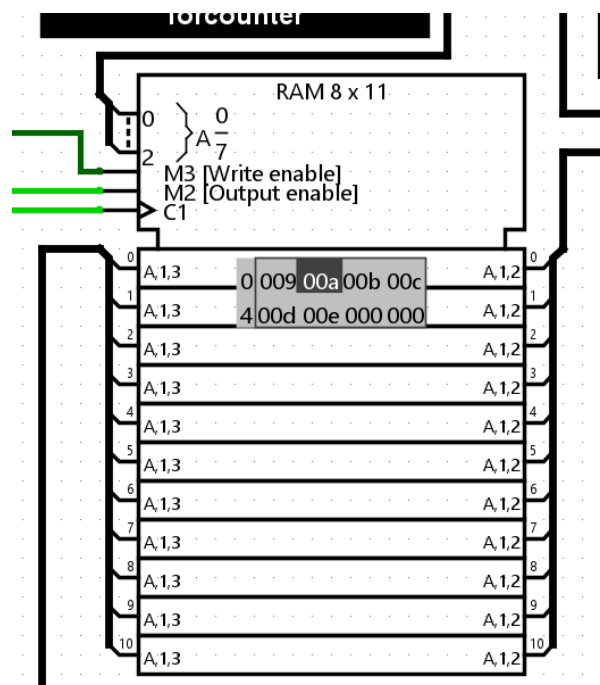 forcounter
RAM 8 x 11
0
2
A
0
7
M3 [Write enable]
M2 [Output enable]
C1
0 A,1,3 0 009 00a 00b 00c A,1,2 0
1 A,1,3 4 00d 00e 000 000 A,1,2 1
2 A,1,3 A,1,2 2
3 A,1,3 A,1,2 3
4 A,1,3 A,1,2 4
5 A,1,3 A,1,2 5
6 A,1,3 A,1,2 6
7 A,1,3 A,1,2 7
8 A,1,3 A,1,2 8
9 A,1,3 A,1,2 9
10 A,1,3 A,1,2 10